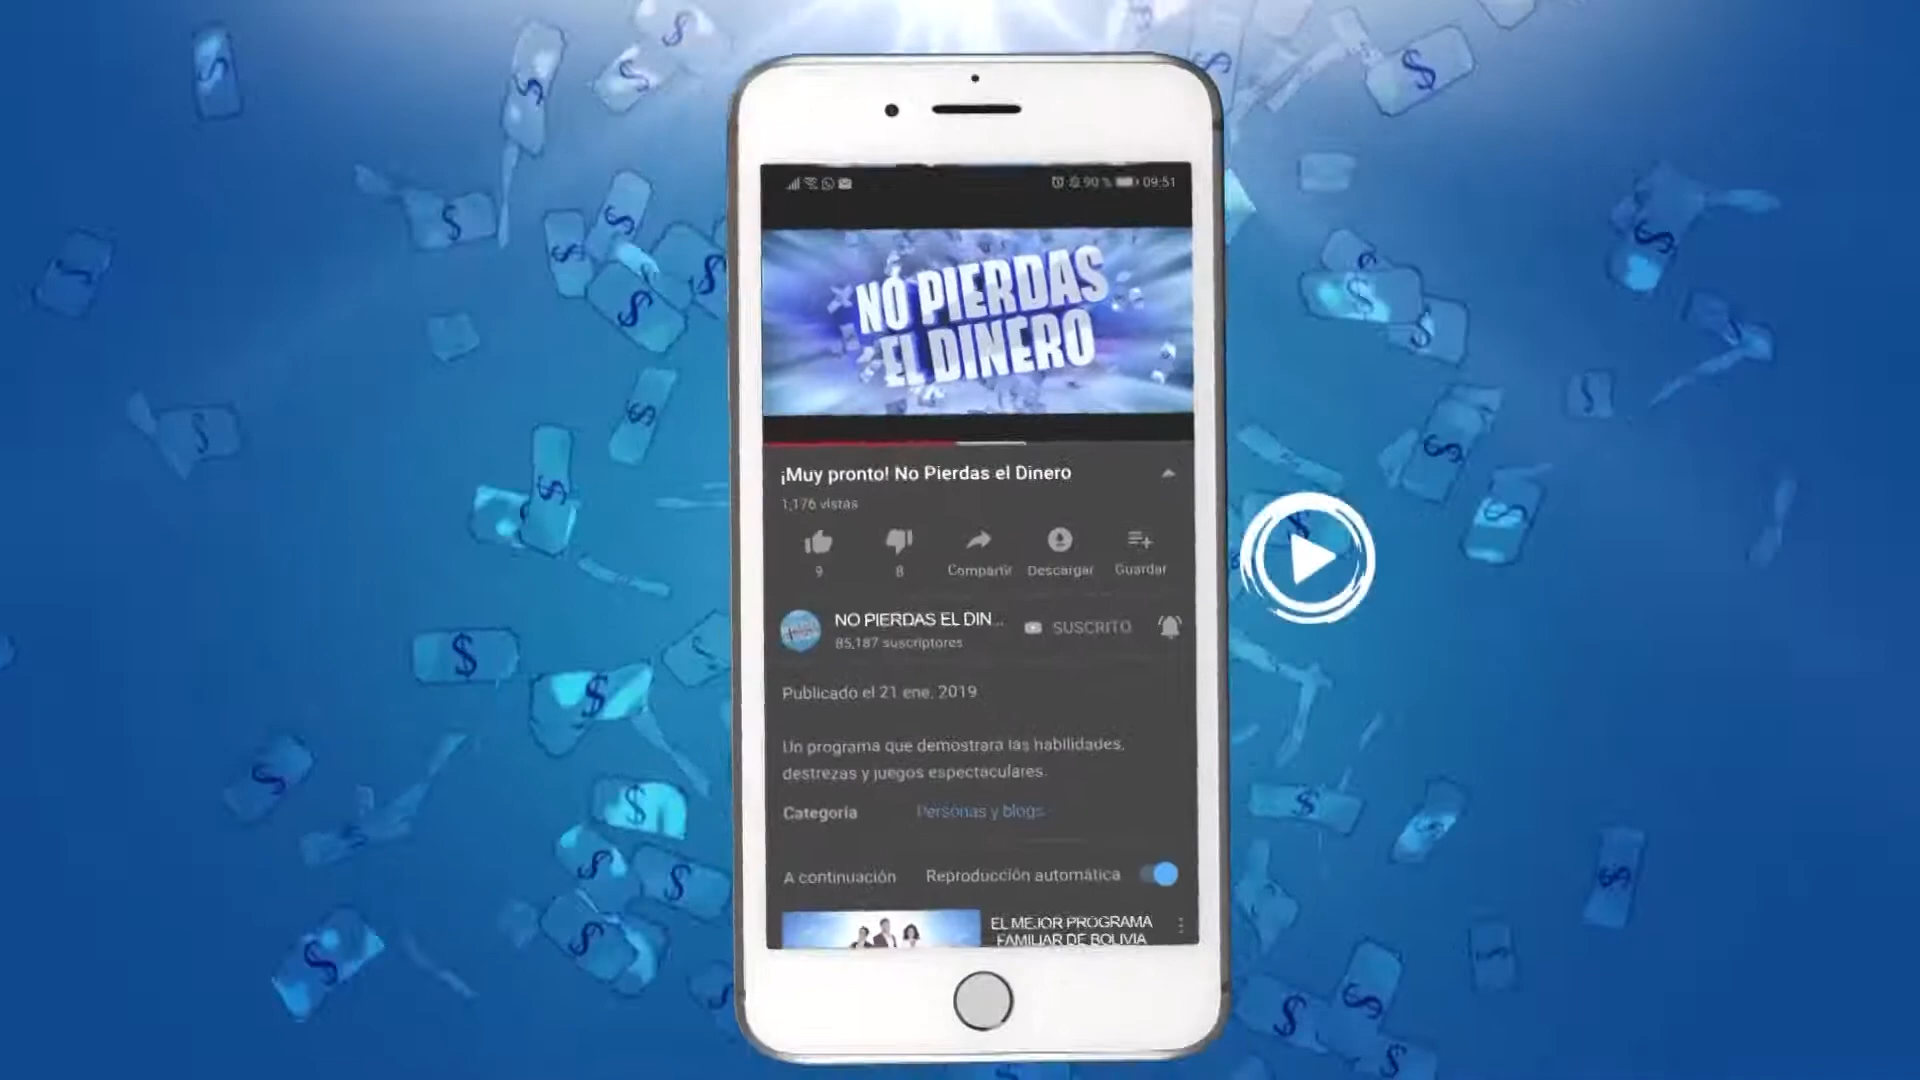 90 % 09:51
NO PIERDAS
EL DINERO
¡Muy pronto! No Pierdas el Dinero
1,176 vistas
9 8 Compartir Descargar Guardar
NO PIERDAS EL DIN...
85,187 suscriptores
SUSCRITO
Publicado el 21 ene. 2019
Un programa que demostrara las habilidades,
destrezas y juegos espectaculares.
Categoría Personas y blogs
A continuación Reproducción automática
EL MEJOR PROGRAMA
FAMILIAR DE BOLIVIA